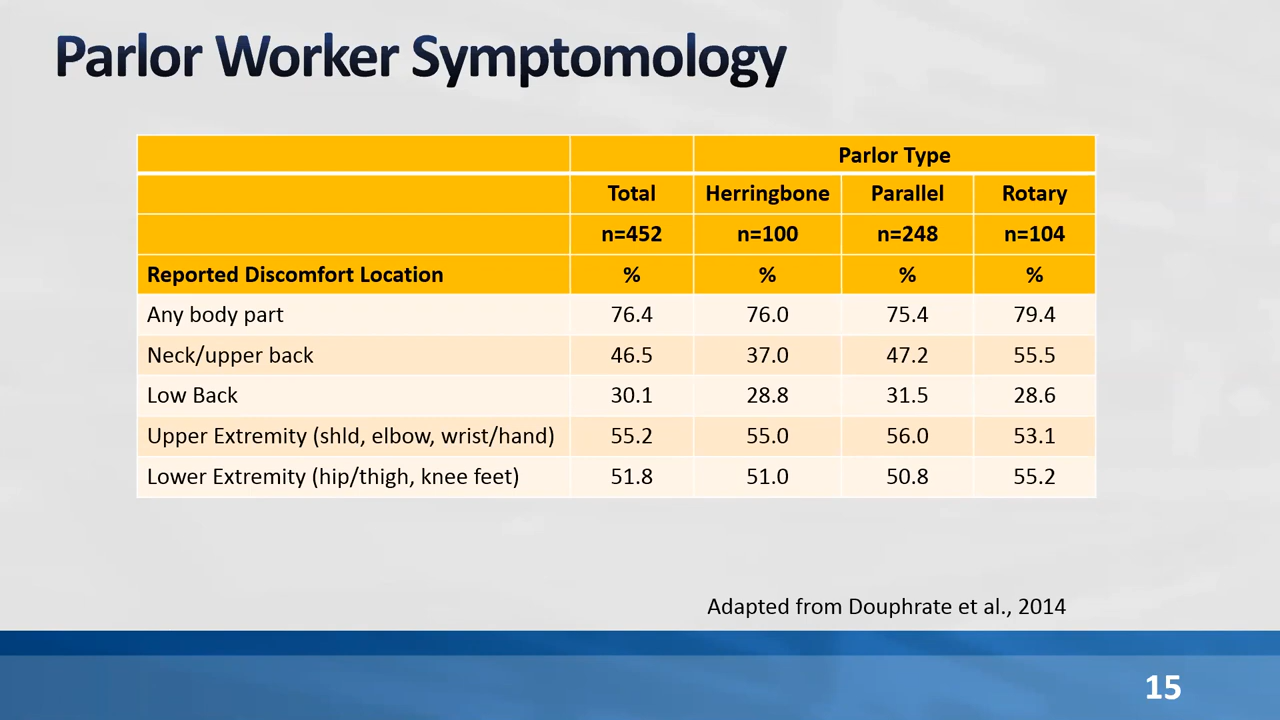 Parlor Worker Symptomology
Parlor Type
Total Herringbone Parallel Rotary
n=452 n=100 n=248 n=104
Reported Discomfort Location % % % %
Any body part 76.4 76.0 75.4 79.4
Neck/upper back 46.5 37.0 47.2 55.5
Low Back 30.1 28.8 31.5 28.6
Upper Extremity (shld, elbow, wrist/hand) 55.2 55.0 56.0 53.1
Lower Extremity (hip/thigh, knee feet) 51.8 51.0 50.8 55.2
Adapted from Douphrate et al., 2014
15